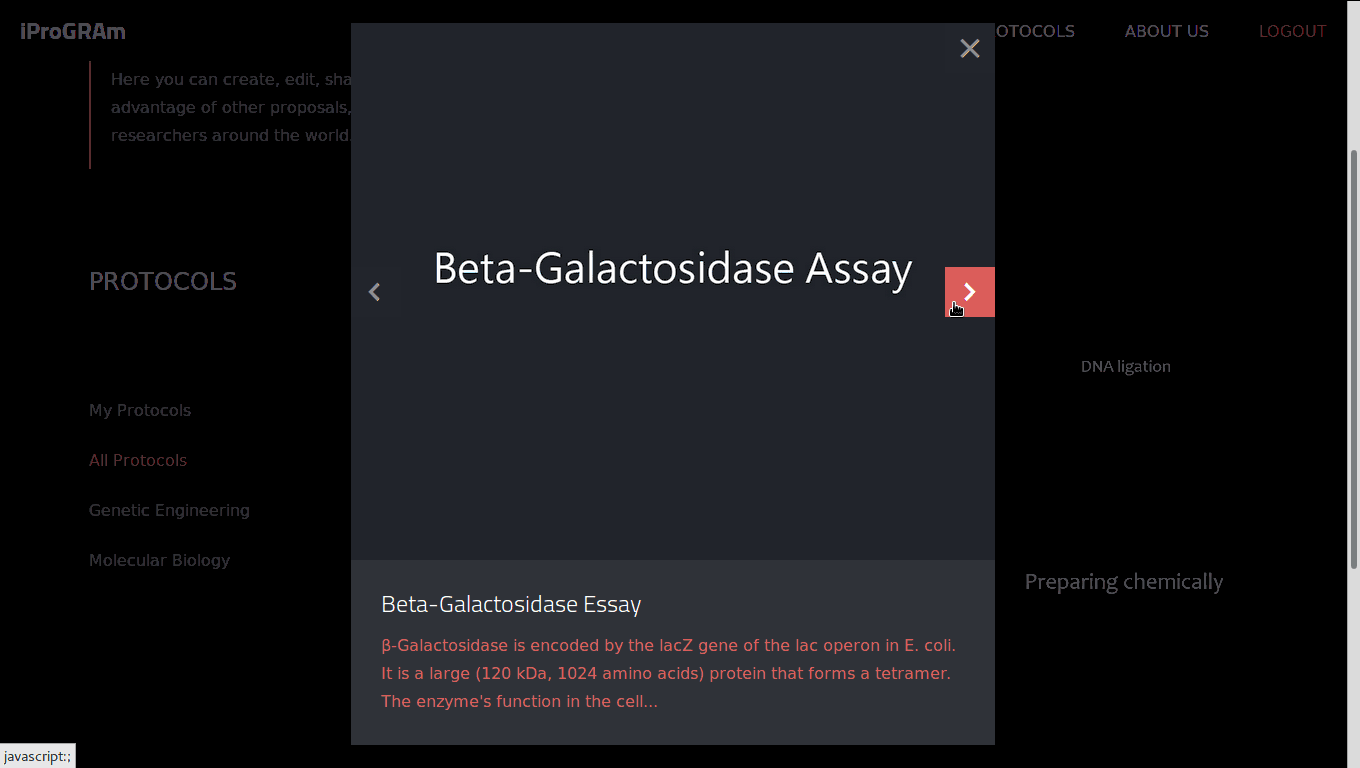 iProGRAm
OTOCOLS
ABOUT US
LOGOUT
Here you can create, edit, sha
advantage of other proposals,
researchers around the world.
PROTOCOLS
My Protocols
All Protocols
Genetic Engineering
Molecular Biology
Beta-Galactosidase Assay
DNA ligation
Preparing chemically
Beta-Galactosidase Essay
β-Galactosidase is encoded by the lacZ gene of the lac operon in E. coli.
It is a large (120 kDa, 1024 amino acids) protein that forms a tetramer.
The enzyme's function in the cell...
javascript:;